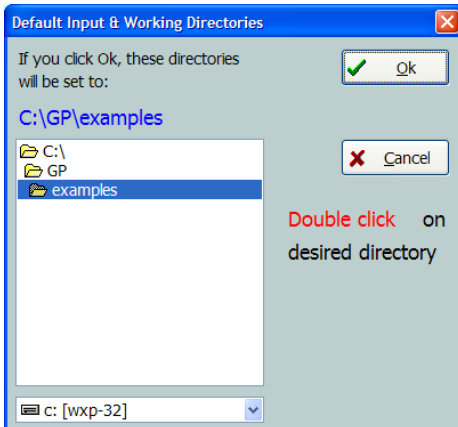 Default Input & Working Directories
If you click Ok, these directories
will be set to:
Ok
C:\GP\examples
C:\
GP
examples
Cancel
Double click on
desired directory
c: [wxp-32]